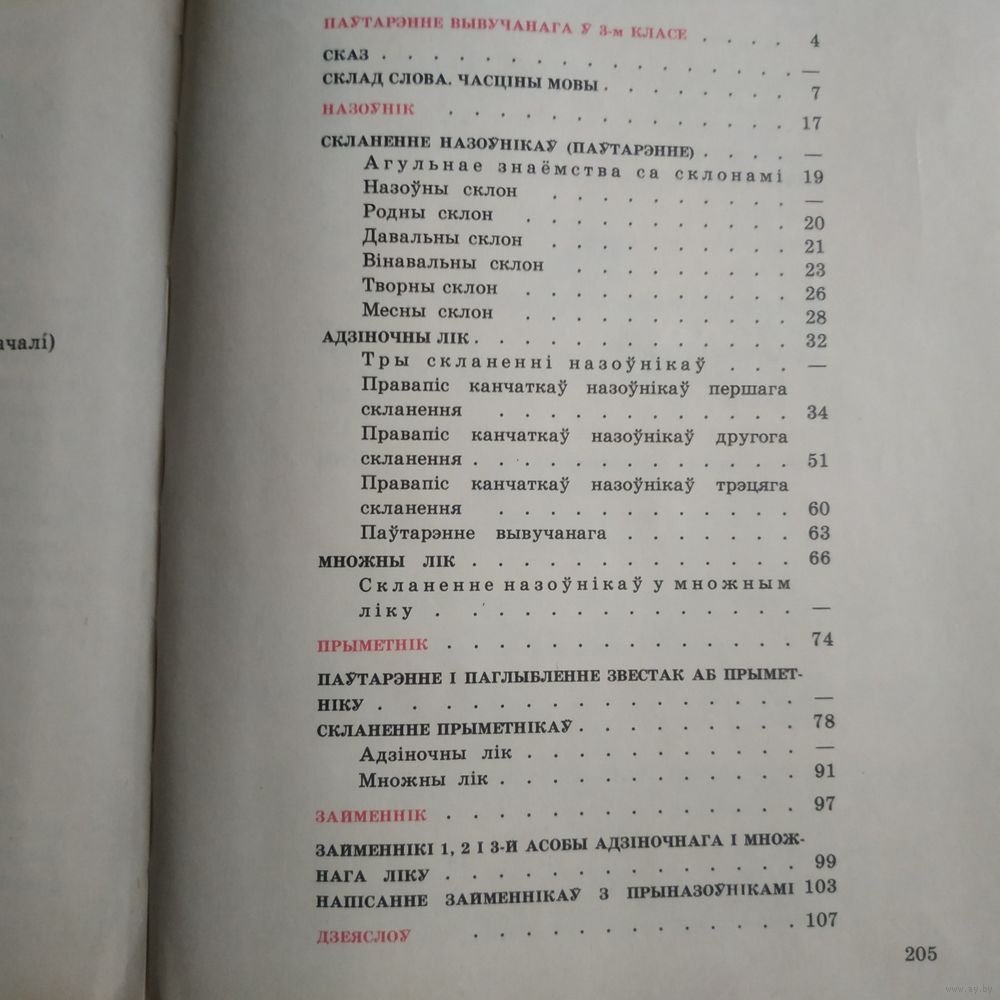 ачалі)
ПАЎТАРЭННЕ ВЫВУЧАНАГА Ў 3-м КЛАСЕ . . . . 4
СКАЗ . . . . . . . . . . . . . . . . . —
СКЛАД СЛОВА. ЧАСЦІНЫ МОВЫ . . . . . . . . 7
НАЗОЎНІК . . . . . . . . . . . . . . 17
СКЛАНЕННЕ НАЗОЎНІКАЎ (ПАЎТАРЭННЕ) . . . . —
Агульнае знаёмства са склонамі 19
Назоўны склон . . . . . . . . . . —
Родны склон . . . . . . . . . . . 20
Давальны склон . . . . . . . . . . 21
Вінавальны склон . . . . . . . . . 23
Творны склон . . . . . . . . . . . 26
Месны склон . . . . . . . . . . . 28
АДЗІНОЧНЫ ЛІК . . . . . . . . . . . . . 32
Тры скланенні назоўнікаў . . . —
Правапіс канчаткаў назоўнікаў першага
скланення . . . . . . . . . . . . 34
Правапіс канчаткаў назоўнікаў другога
скланення . . . . . . . . . . . . . 51
Правапіс канчаткаў назоўнікаў трэцяга
скланення . . . . . . . . . . . . 60
Паўтарэнне вывучанага . . . . . . . 63
МНОЖНЫ ЛІК . . . . . . . . . . . . . 66
Скланенне назоўнікаў у множным
ліку . . . . . . . . . . . . . . —
ПРЫМЕТНІК . . . . . . . . . . . . . . 74
ПАЎТАРЭННЕ І ПАГЛЫБЛЕННЕ ЗВЕСТАК АБ ПРЫМЕТ-
НІКУ . . . . . . . . . . . . . . . . . —
СКЛАНЕННЕ ПРЫМЕТНІКАЎ . . . . . . . . . 78
Адзіночны лік . . . . . . . . . . . —
Множны лік . . . . . . . . . . . . 91
ЗАЙМЕННІК . . . . . . . . . . . . . . 97
ЗАЙМЕННІКІ 1, 2 І 3-Й АСОБЫ АДЗІНОЧНАГА І МНОЖ-
НАГА ЛІКУ . . . . . . . . . . . . . . 99
НАПІСАННЕ ЗАЙМЕННІКАЎ З ПРЫНАЗОЎНІКАМІ 103
ДЗЕЯСЛОЎ . . . . . . . . . . . . . 107
205
www.ay.by